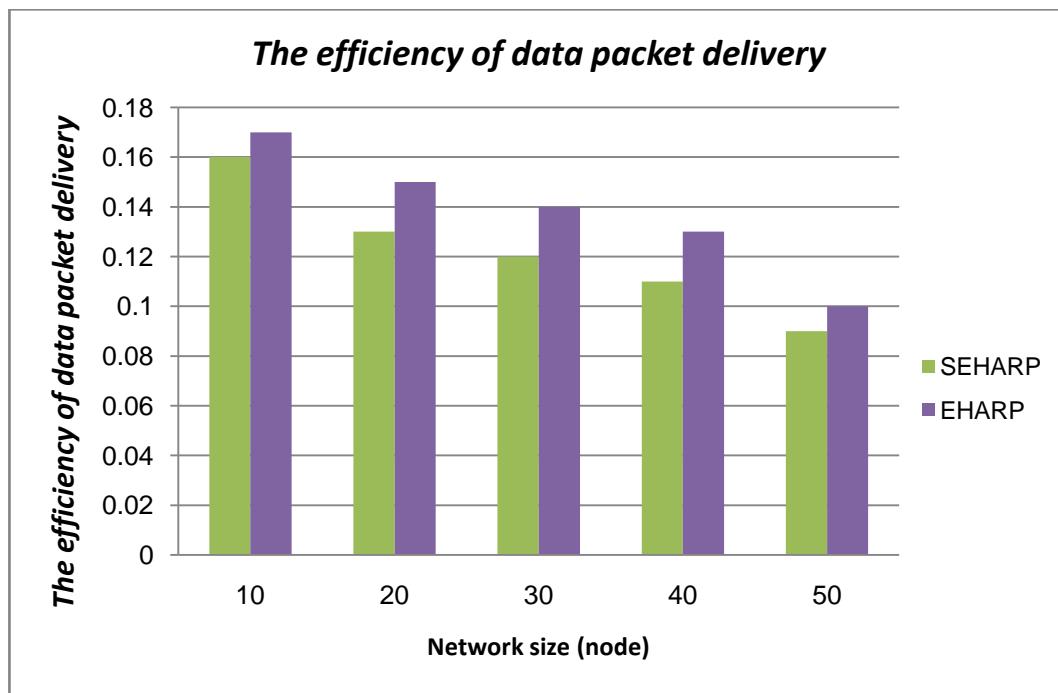 The efficiency of data packet delivery
The efficiency of data packet delivery
0.18
0.16
0.14
0.12
0.1
0.08
0.06
0.04
0.02
0
10 20 30 40 50
Network size (node)
SEHARP
EHARP